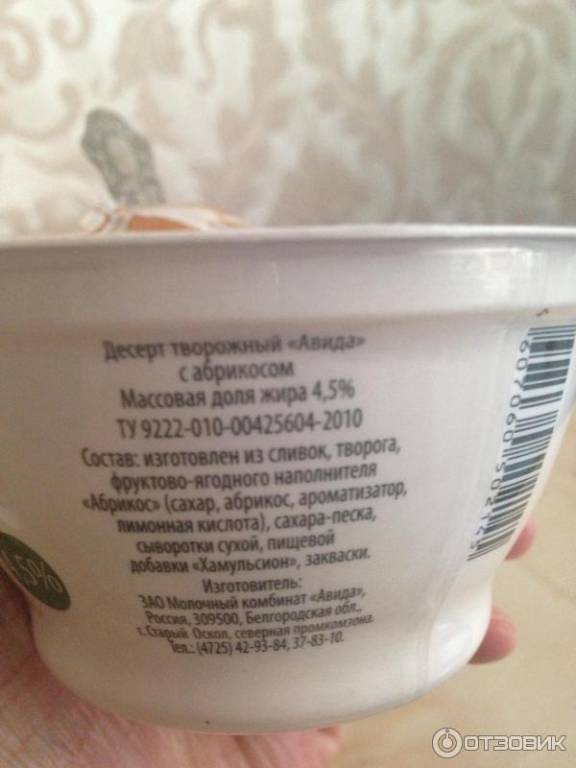 Десерт творожный «Авида»
с абрикосом
Массовая доля жира 4,5%
ТУ 9222-010-00425604-2010
Состав: изготовлен из сливок, творога,
фруктово-ягодного наполнителя
«Абрикос» (сахар, абрикос, ароматизатор,
лимонная кислота), сахара-песка,
сыворотки сухой, пищевой
добавки «Хамульсион», закваски.
Изготовитель:
ЗАО Молочный комбинат «Авида»,
Россия, 309500, Белгородская обл.,
г. Старый Оскол, северная промкомзона.
Тел.: (4725) 42-93-84, 37-83-10.
,5%
ОТЗОВИК